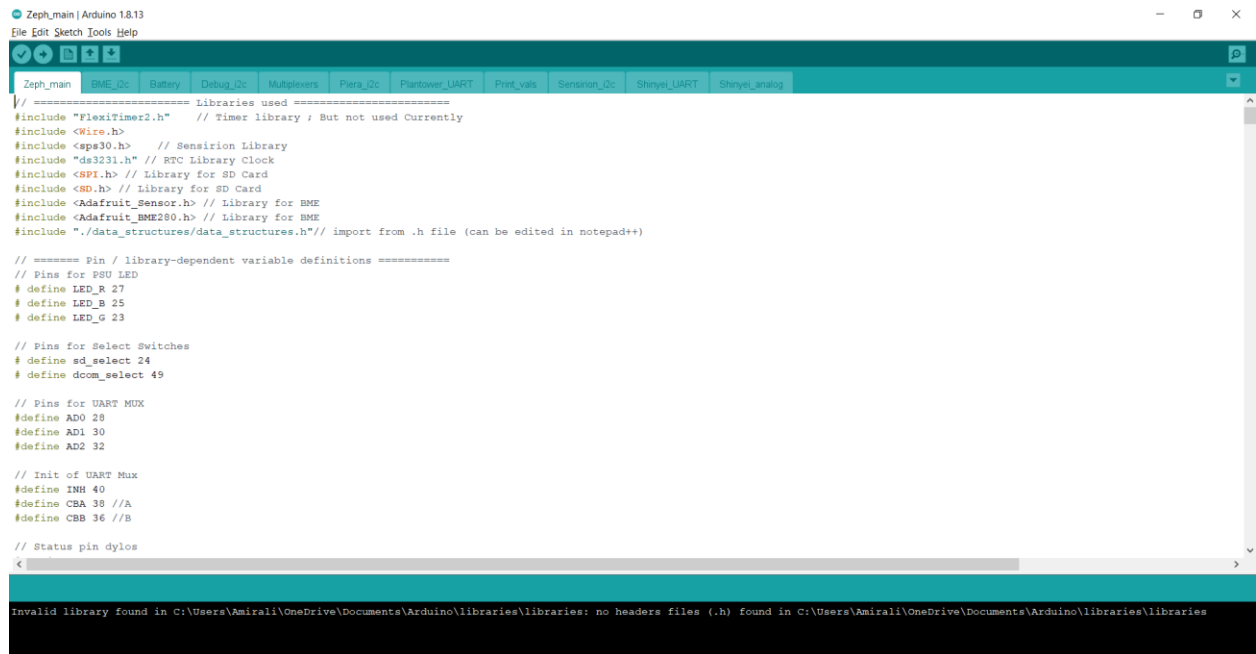 Zeph_main | Arduino 1.8.13
File Edit Sketch Tools Help
Zeph_main BME_i2c Battery Debug_i2c Multiplexers Piera_i2c Plantower_UART Print_vals Sensirion_i2c Shinyei_UART Shinyei_analog
// ======================== Libraries used ========================
#include "FlexiTimer2.h"    // Timer library ; But not used Currently
#include <Wire.h>
#include <sps30.h>    // Sensirion Library
#include "ds3231.h" // RTC Library Clock
#include <SPI.h> // Library for SD Card
#include <SD.h> // Library for SD Card
#include <Adafruit_Sensor.h> // Library for BME
#include <Adafruit_BME280.h> // Library for BME
#include "./data_structures/data_structures.h"// import from .h file (can be edited in notepad++)
// ======= Pin / library-dependent variable definitions ===========
// Pins for PSU LED
# define LED_R 27
# define LED_B 25
# define LED_G 23
// Pins for Select Switches
# define sd_select 24
# define dcom_select 49
// Pins for UART MUX
#define AD0 28
#define AD1 30
#define AD2 32
// Init of UART Mux
#define INH 40
#define CBA 38 //A
#define CBB 36 //B
// Status pin dylos
Invalid library found in C:\Users\Amirali\OneDrive\Documents\Arduino\libraries\libraries: no headers files (.h) found in C:\Users\Amirali\OneDrive\Documents\Arduino\libraries\libraries